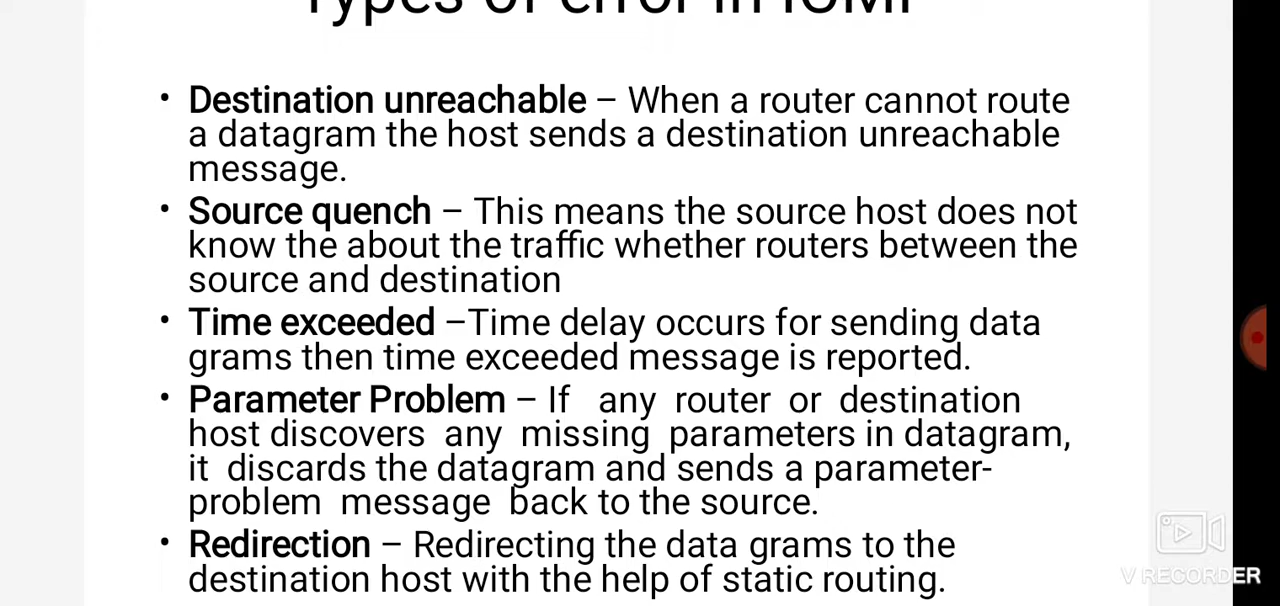 Types of error in ICMP
• Destination unreachable – When a router cannot route
a datagram the host sends a destination unreachable
message.
• Source quench – This means the source host does not
know the about the traffic whether routers between the
source and destination
• Time exceeded –Time delay occurs for sending data
grams then time exceeded message is reported.
• Parameter Problem – If any router or destination
host discovers any missing parameters in datagram,
it discards the datagram and sends a parameter-
problem message back to the source.
• Redirection – Redirecting the data grams to the
destination host with the help of static routing.
V RECORDER